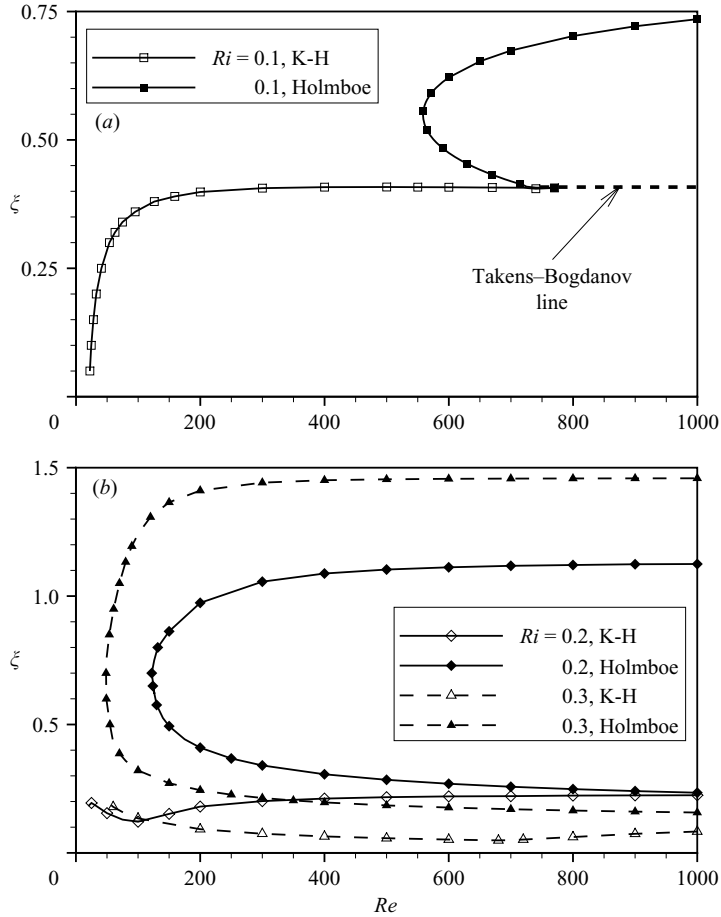 0.75
Ri = 0.1, K-H
0.1, Holmboe
(a)
0.50
ξ
0.25
Takens–Bogdanov
line
0
200
400
600
800
1000
1.5
(b)
1.0
Ri = 0.2, K-H
0.2, Holmboe
0.3, K-H
0.3, Holmboe
ξ
0.5
0
200
400
600
800
1000
Re